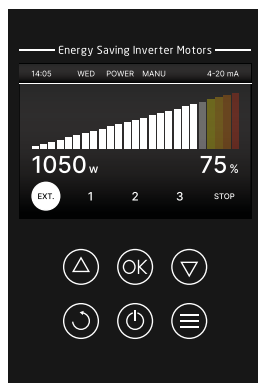 Energy Saving Inverter Motors
14:05 WED POWER MANU 4-20 mA
1050 W 75 %
EXT. 1 2 3 STOP
OK